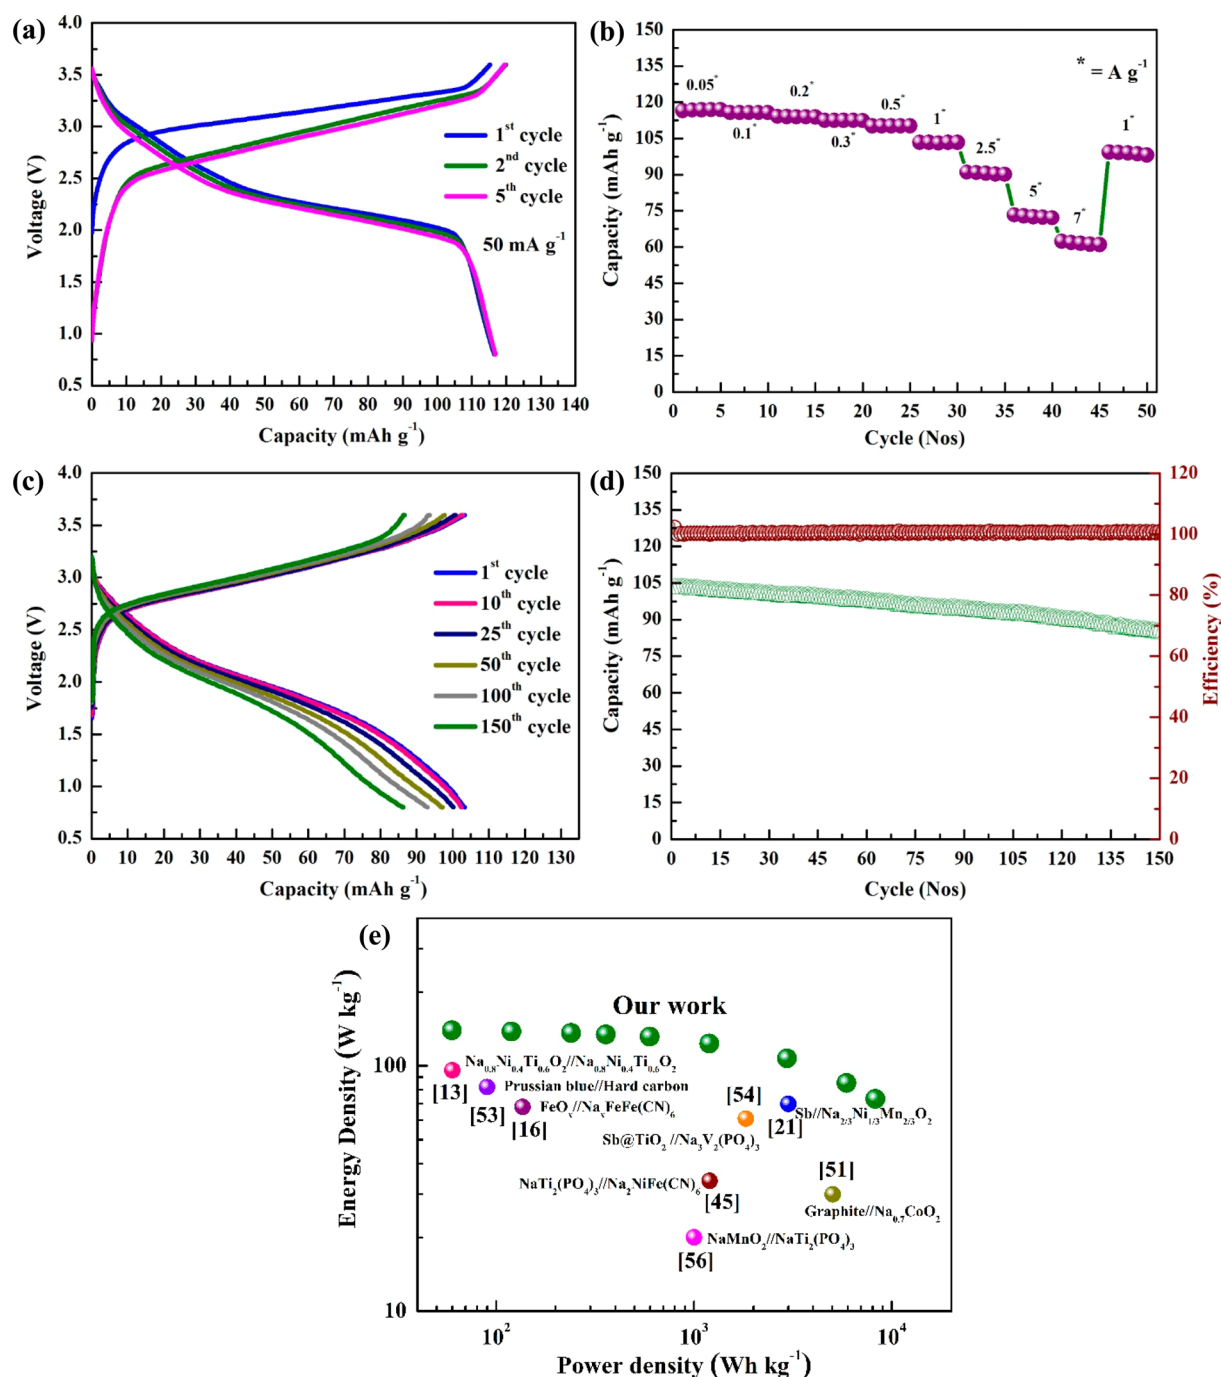 (a)
4.0
3.5
3.0
2.5
2.0
1.5
1.0
0.5
Voltage (V)
1st cycle
2nd cycle
5th cycle
50 mA g-1
0 10 20 30 40 50 60 70 80 90 100 110 120 130 140
Capacity (mAh g-1)
(b)
150
135
120
105
90
75
60
45
30
15
0
Capacity (mAh g-1)
* = A g-1
0.05*
0.1*
0.2*
0.3*
0.5*
1*
2.5*
5*
7*
1*
0 5 10 15 20 25 30 35 40 45 50
Cycle (Nos)
(c)
4.0
3.5
3.0
2.5
2.0
1.5
1.0
0.5
Voltage (V)
1st cycle
10th cycle
25th cycle
50th cycle
100th cycle
150th cycle
0 10 20 30 40 50 60 70 80 90 100 110 120 130
Capacity (mAh g-1)
(d)
150
135
120
105
90
75
60
45
30
15
0
Capacity (mAh g-1)
120
100
80
60
40
20
0
Efficiency (%)
0 15 30 45 60 75 90 105 120 135 150
Cycle (Nos)
(e)
Energy Density (W kg-1)
100
10
Our work
Na0.8Ni0.4Ti0.6O2//Na0.8Ni0.4Ti0.6O2
[13]
Prussian blue//Hard carbon
[53]
FeOx//NaxFeFe(CN)6
[16]
[54]
Sb@TiO2 //Na3V2(PO4)3
[21]
Sb//Na2/3Ni1/3Mn2/3O2
NaTi2(PO4)3//Na2NiFe(CN)6
[45]
[51]
Graphite//Na0.7CoO2
NaMnO2//NaTi2(PO4)3
[56]
10² 10³ 10⁴
Power density (Wh kg-1)